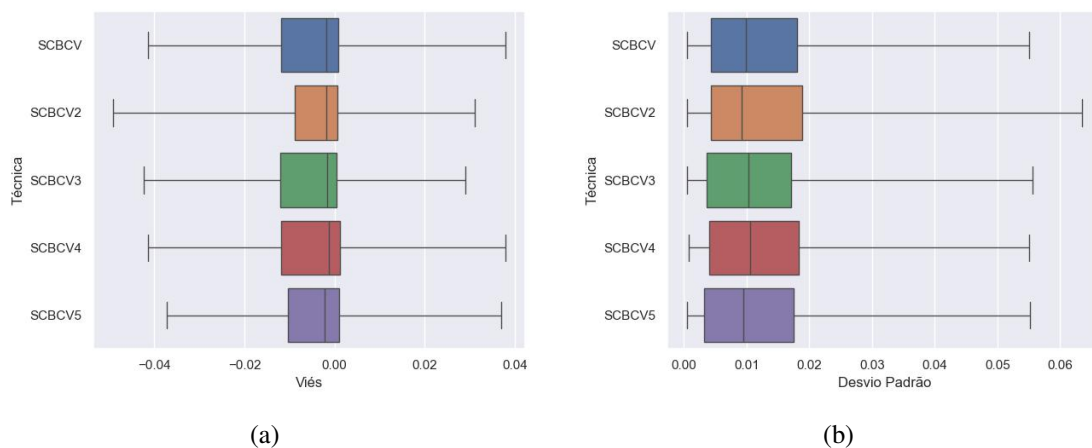 SCBCV
SCBCV2
SCBCV3
SCBCV4
SCBCV5
Técnica
−0.04
−0.02
0.00
0.02
0.04
Viés
(a)
SCBCV
SCBCV2
SCBCV3
SCBCV4
SCBCV5
Técnica
0.00
0.01
0.02
0.03
0.04
0.05
0.06
Desvio Padrão
(b)